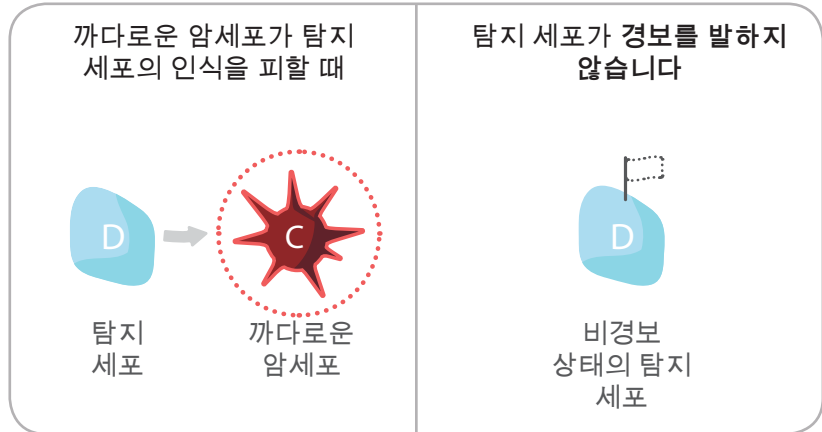 까다로운 암세포가 탐지
세포의 인식을 피할 때
탐지 세포가 경보를 발하지
않습니다
D
C
탐지
세포
까다로운
암세포
D
비경보
상태의 탐지
세포